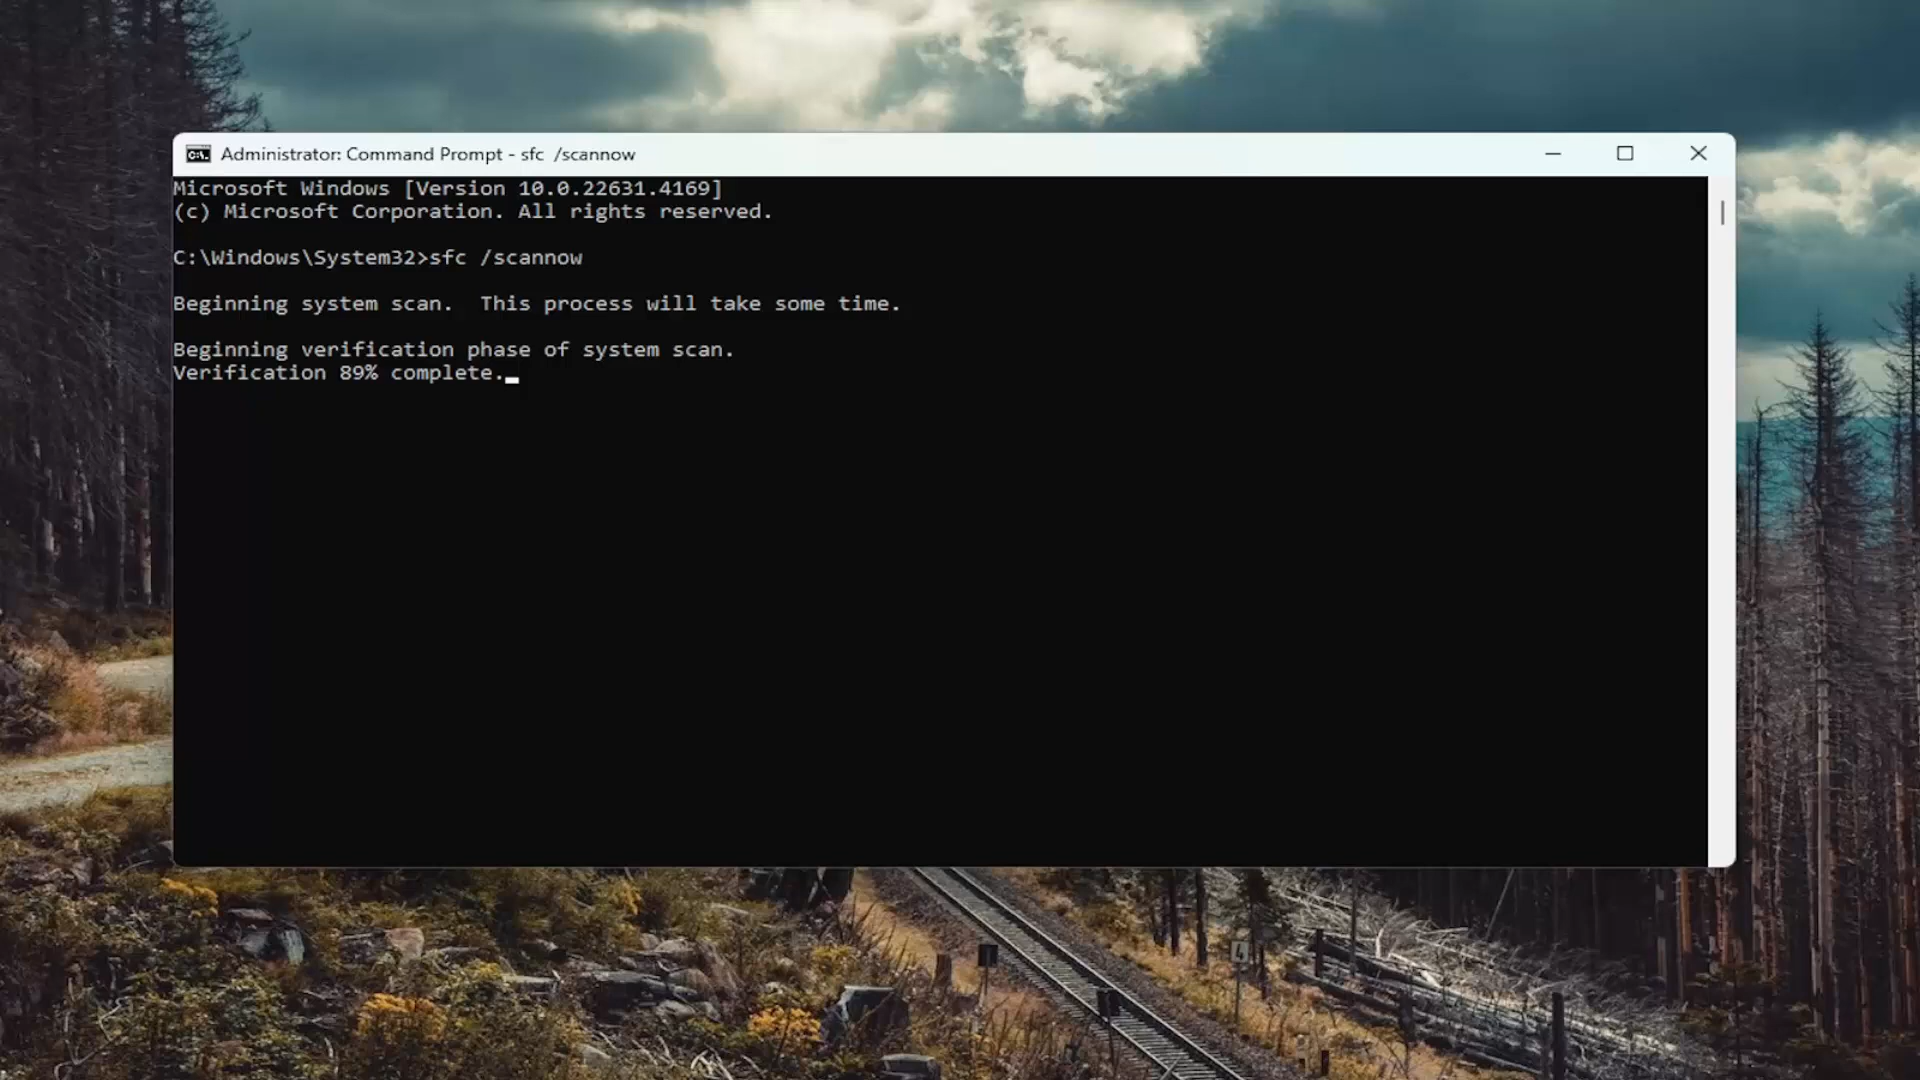 Administrator: Command Prompt - sfc  /scannow
Microsoft Windows [Version 10.0.22631.4169]
(c) Microsoft Corporation. All rights reserved.
C:\Windows\System32>sfc /scannow
Beginning system scan.  This process will take some time.
Beginning verification phase of system scan.
Verification 89% complete.